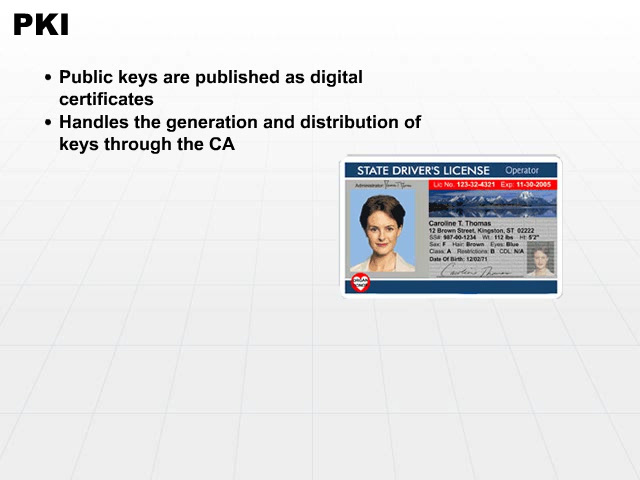 PKI
• Public keys are published as digital
certificates
• Handles the generation and distribution of
keys through the CA
STATE DRIVER'S LICENSE Operator
Administrator
Lic No. 123-32-4321 Exp: 11-30-2005
Caroline T. Thomas
12 Brown Street, Kingston, ST 02222
SS#: 987-00-1234 Wt.: 112 lbs Ht: 5'2"
Sex: F Hair: Brown Eyes: Blue
Class: A Restrictions: B CDL: N/A
Date Of Birth: 12/02/71
Caroline Thomas